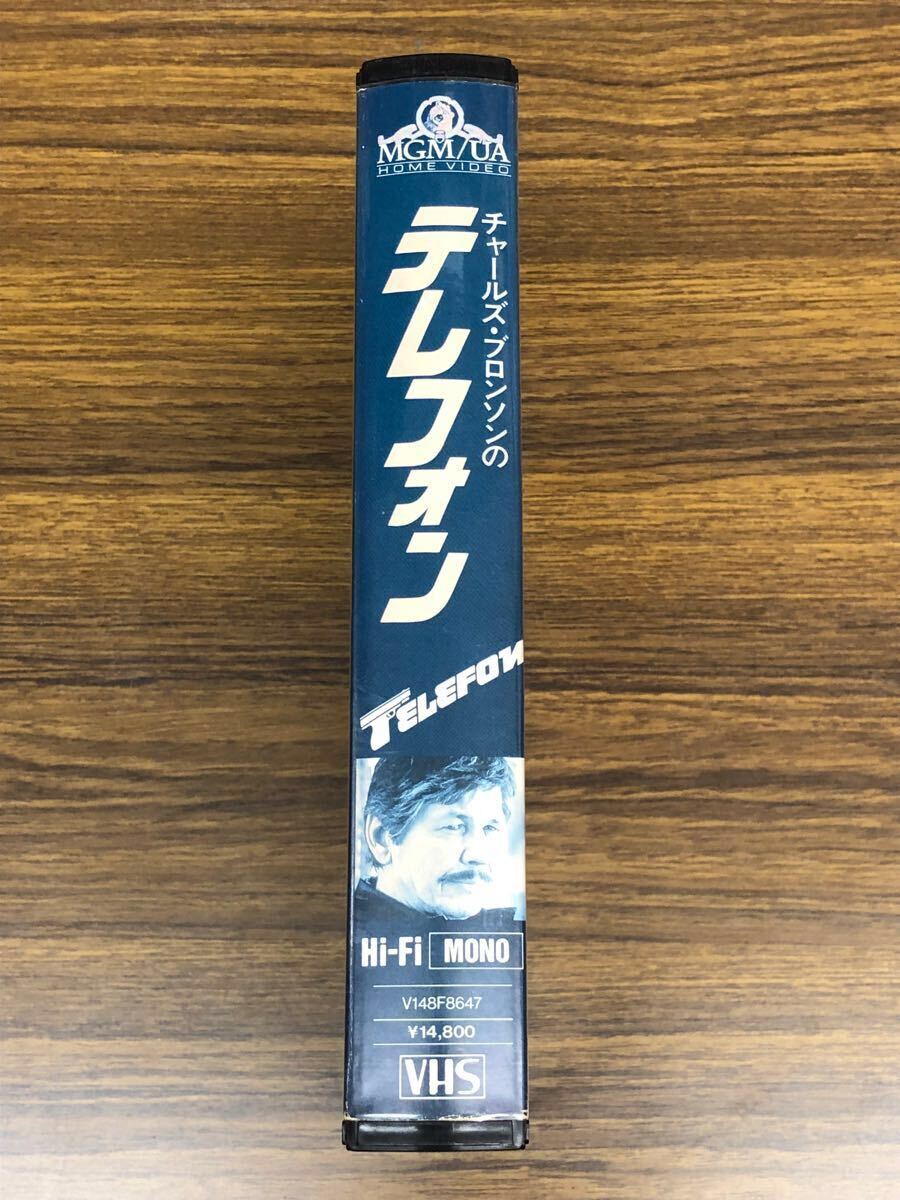 MGM/UA
HOME VIDEO
チャールズ・ブロンソンの
テレフォン
TELEFON
Hi-Fi MONO
V148F8647
¥14,800
VHS